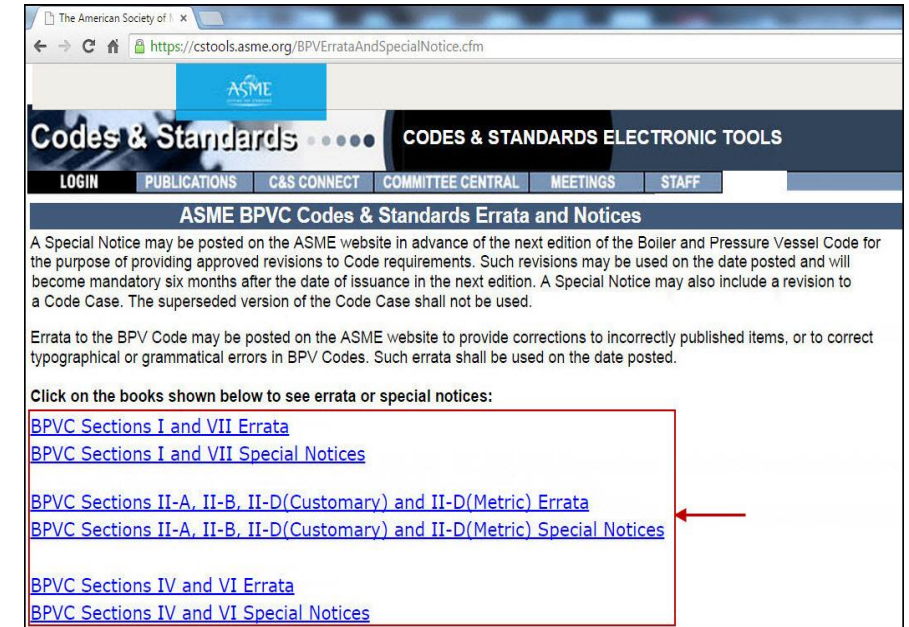 The American Society of M
https://cstools.asme.org/BPVErrataAndSpecialNotice.cfm
ASME
Codes & Standards
CODES & STANDARDS ELECTRONIC TOOLS
LOGIN PUBLICATIONS C&S CONNECT COMMITTEE CENTRAL MEETINGS STAFF
ASME BPVC Codes & Standards Errata and Notices
A Special Notice may be posted on the ASME website in advance of the next edition of the Boiler and Pressure Vessel Code for
the purpose of providing approved revisions to Code requirements. Such revisions may be used on the date posted and will
become mandatory six months after the date of issuance in the next edition. A Special Notice may also include a revision to
a Code Case. The superseded version of the Code Case shall not be used.
Errata to the BPV Code may be posted on the ASME website to provide corrections to incorrectly published items, or to correct
typographical or grammatical errors in BPV Codes. Such errata shall be used on the date posted.
Click on the books shown below to see errata or special notices:
BPVC Sections I and VII Errata
BPVC Sections I and VII Special Notices
BPVC Sections II-A, II-B, II-D(Customary) and II-D(Metric) Errata
BPVC Sections II-A, II-B, II-D(Customary) and II-D(Metric) Special Notices
BPVC Sections IV and VI Errata
BPVC Sections IV and VI Special Notices